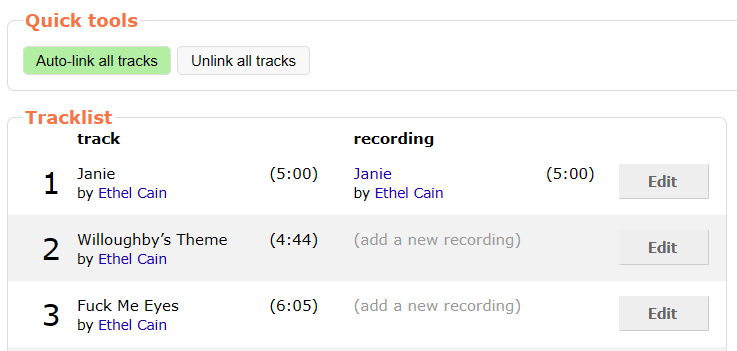 Quick tools
Auto-link all tracks Unlink all tracks
Tracklist
track recording
1 Janie (5:00) Janie (5:00) Edit
by Ethel Cain by Ethel Cain
2 Willoughby’s Theme (4:44) (add a new recording) Edit
by Ethel Cain
3 Fuck Me Eyes (6:05) (add a new recording) Edit
by Ethel Cain